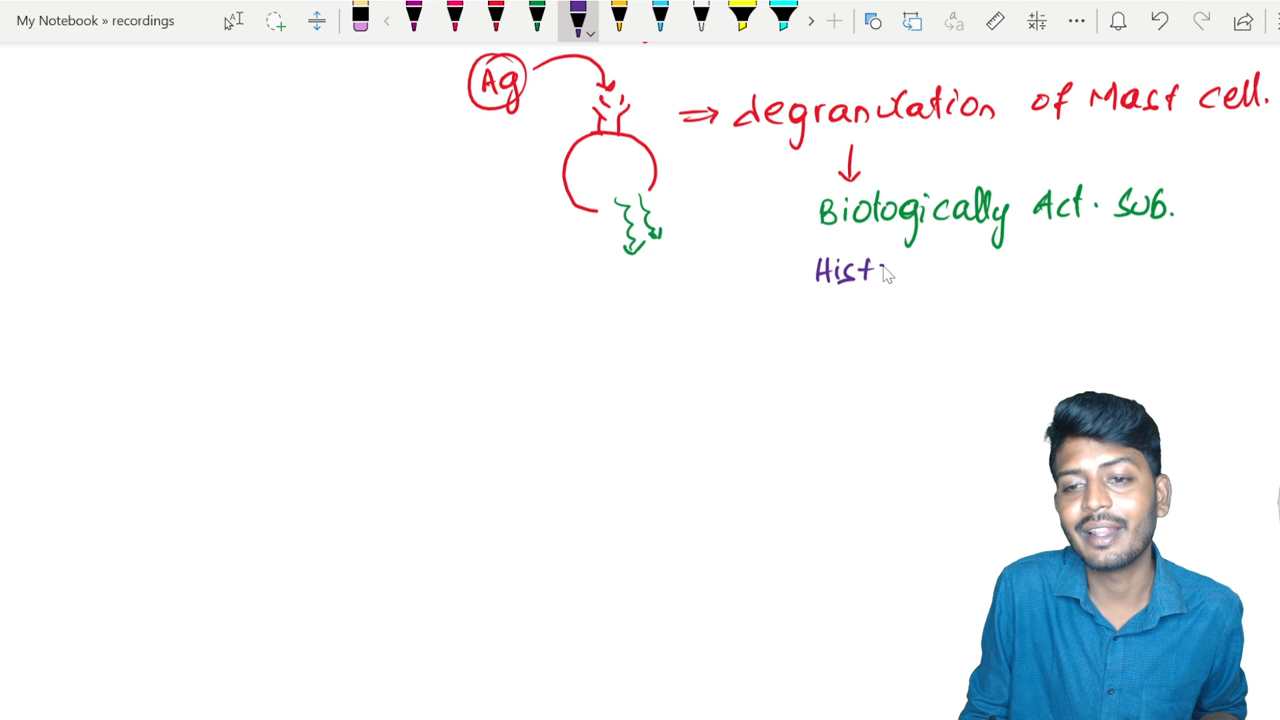 My Notebook » recordings
Ag
⇒ degranulation of Mast cell.
Biologically Act. Sub.
Hist